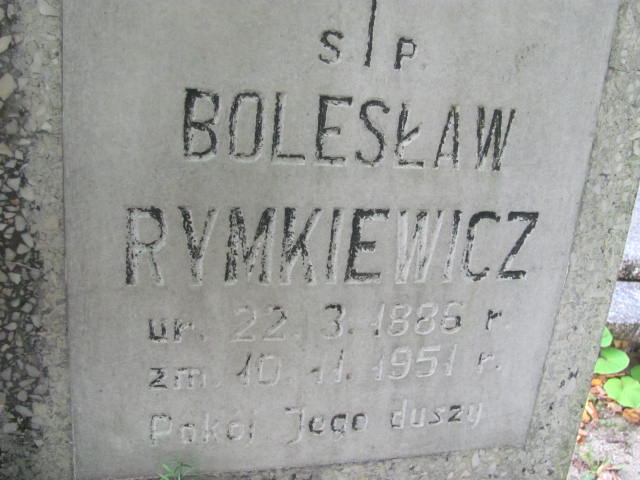 S P
BOLESŁAW
RYMKIEWICZ
ur. 22. 3. 1886 r
zm. 10. 11. 1951 r.
Pokój Jego duszy